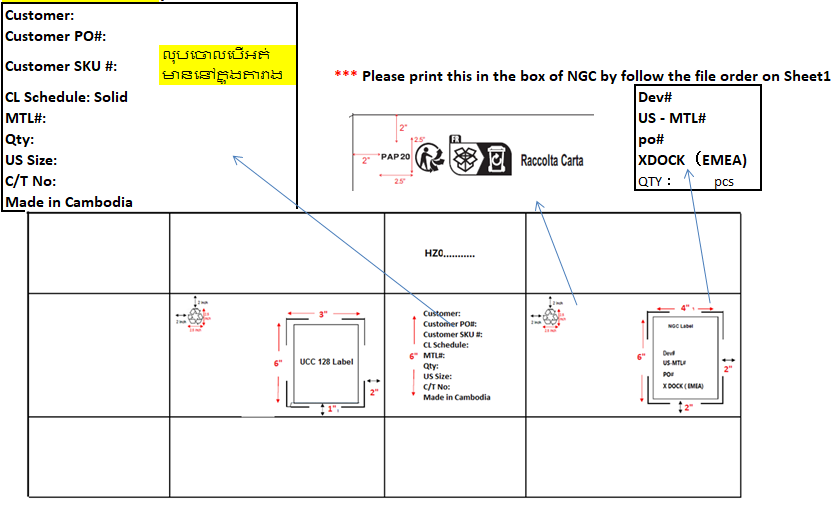 Customer:
Customer PO#:
Customer SKU #:
លុបចោលបើអត់
មាននៅក្នុងតារាង
CL Schedule: Solid
MTL#:
Qty:
US Size:
C/T No:
Made in Cambodia
*** Please print this in the box of NGC by follow the file order on Sheet1
2"
2"
PAP 20
2.5"
2.5"
FR
Raccolta Carta
Dev#
US - MTL#
po#
XDOCK （EMEA)
QTY： pcs
HZ0...........
2 inch
2 inch
3"
6"
UCC 128 Label
2"
1"
Customer:
Customer PO#:
Customer SKU #:
CL Schedule:
6" MTL#:
Qty:
US Size:
C/T No:
Made in Cambodia
2 inch
2 inch
4"
6"
NGC Label
Dev#
US-MTL#
PO#
X DOCK ( EMEA)
2"
2"